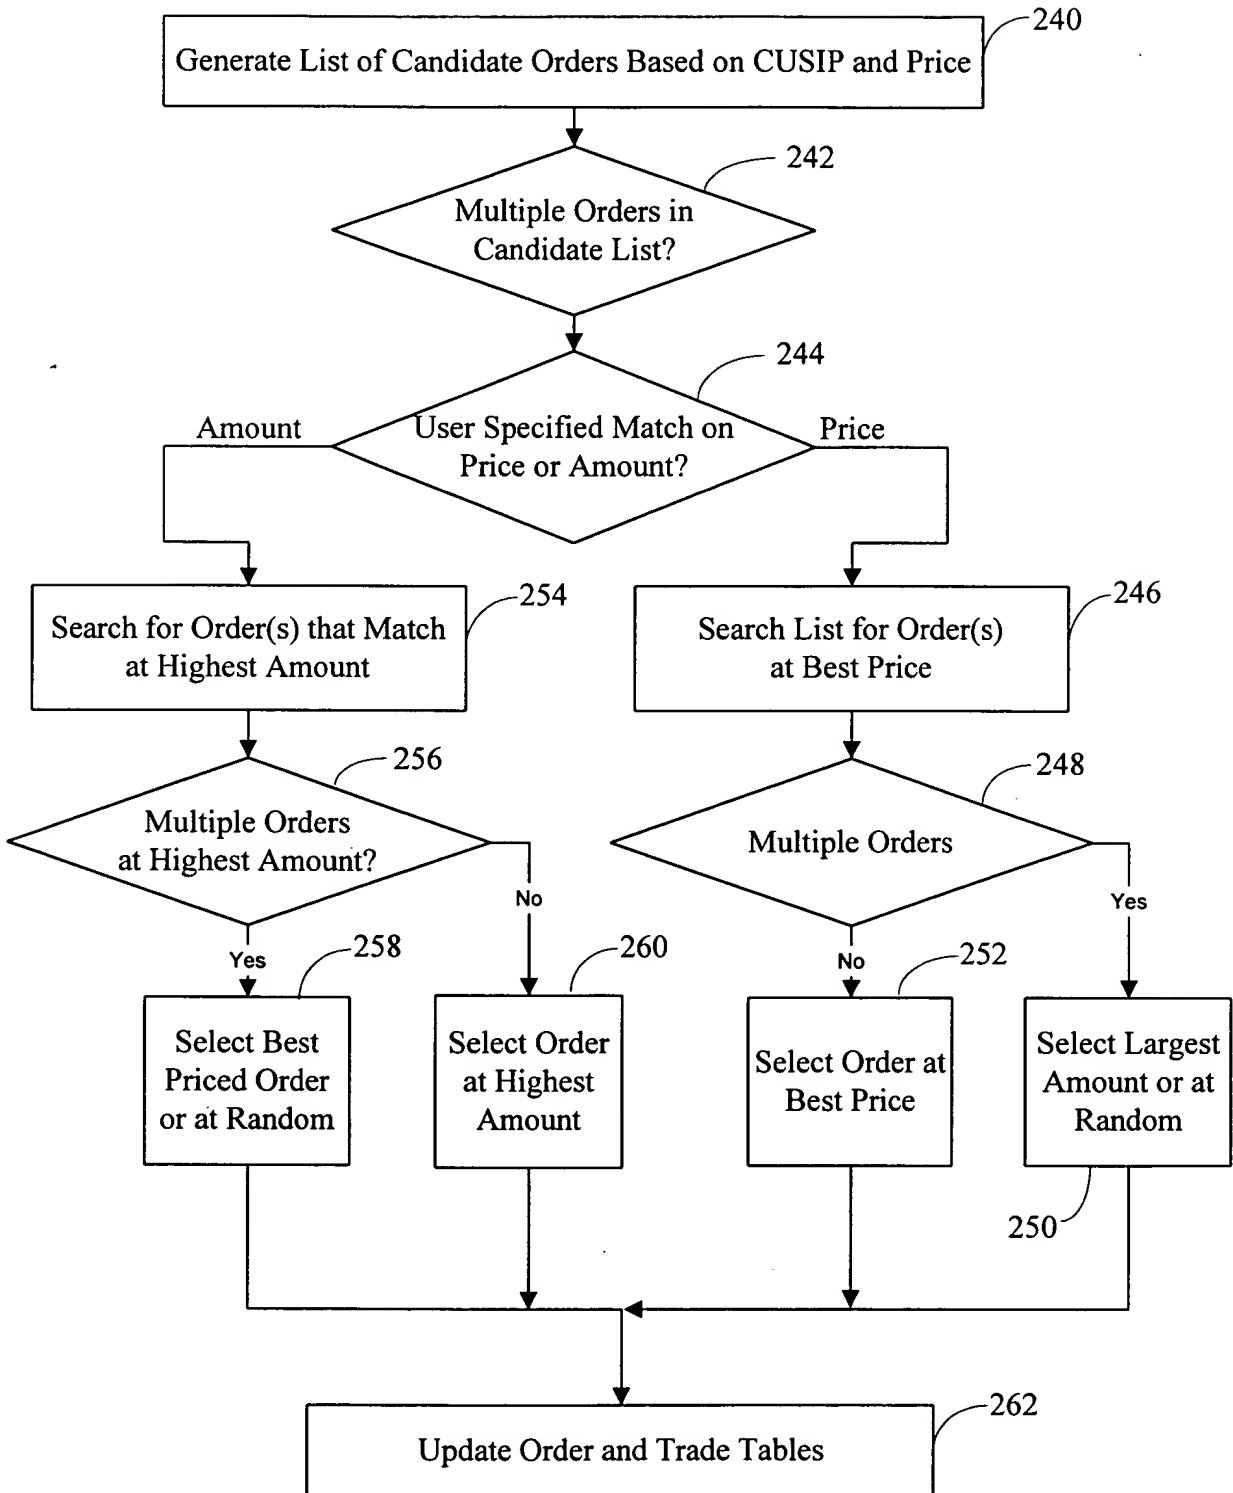 240
Generate List of Candidate Orders Based on CUSIP and Price
242
Multiple Orders in
Candidate List?
244
User Specified Match on
Price or Amount?
Amount
Price
254
Search for Order(s) that Match
at Highest Amount
246
Search List for Order(s)
at Best Price
256
Multiple Orders
at Highest Amount?
248
Multiple Orders
No
Yes
Yes
No
258
Select Best
Priced Order
or at Random
260
Select Order
at Highest
Amount
252
Select Order at
Best Price
Select Largest
Amount or at
Random
250
262
Update Order and Trade Tables